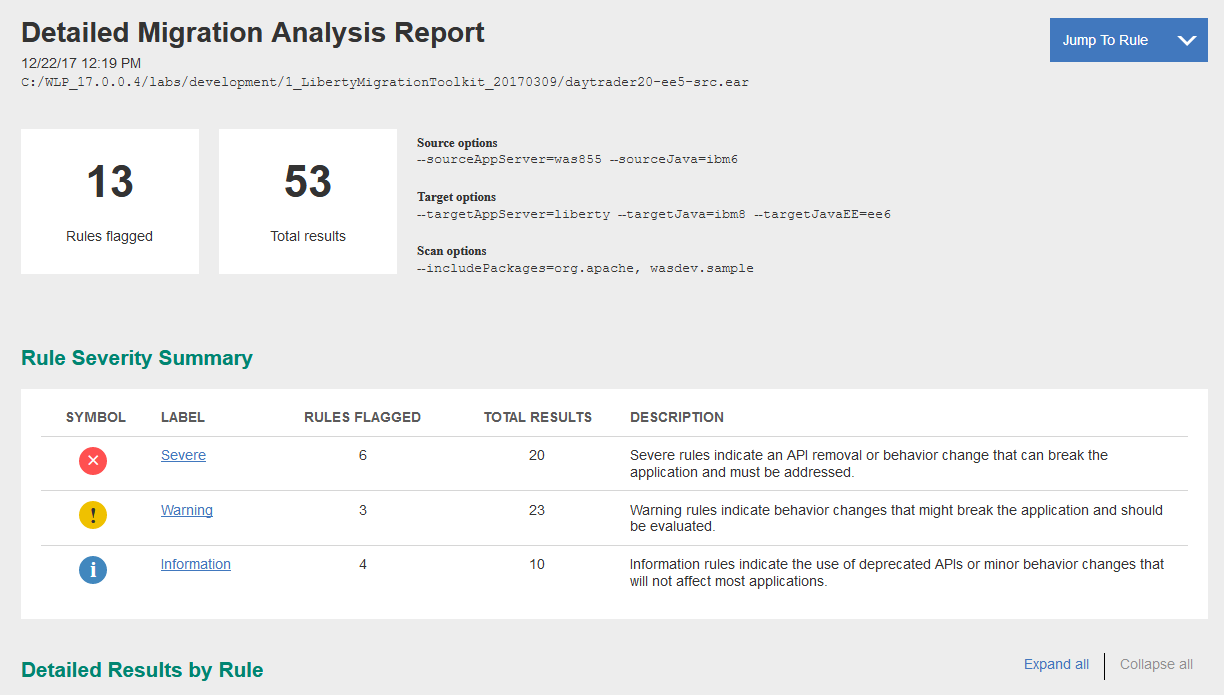 Detailed Migration Analysis Report
Jump To Rule
12/22/17 12:19 PM
C:/WLP_17.0.0.4/labs/development/1_LibertyMigrationToolkit_20170309/daytrader20-ee5-src.ear
13
Rules flagged
53
Total results
Source options
--sourceAppServer=was855 --sourceJava=ibm6
Target options
--targetAppServer=liberty --targetJava=ibm8 --targetJavaEE=ee6
Scan options
--includePackages=org.apache, wasdev.sample
Rule Severity Summary
SYMBOL LABEL RULES FLAGGED TOTAL RESULTS DESCRIPTION
Severe 6 20 Severe rules indicate an API removal or behavior change that can break the
application and must be addressed.
! Warning 3 23 Warning rules indicate behavior changes that might break the application and should
be evaluated.
i Information 4 10 Information rules indicate the use of deprecated APIs or minor behavior changes that
will not affect most applications.
Detailed Results by Rule
Expand all Collapse all